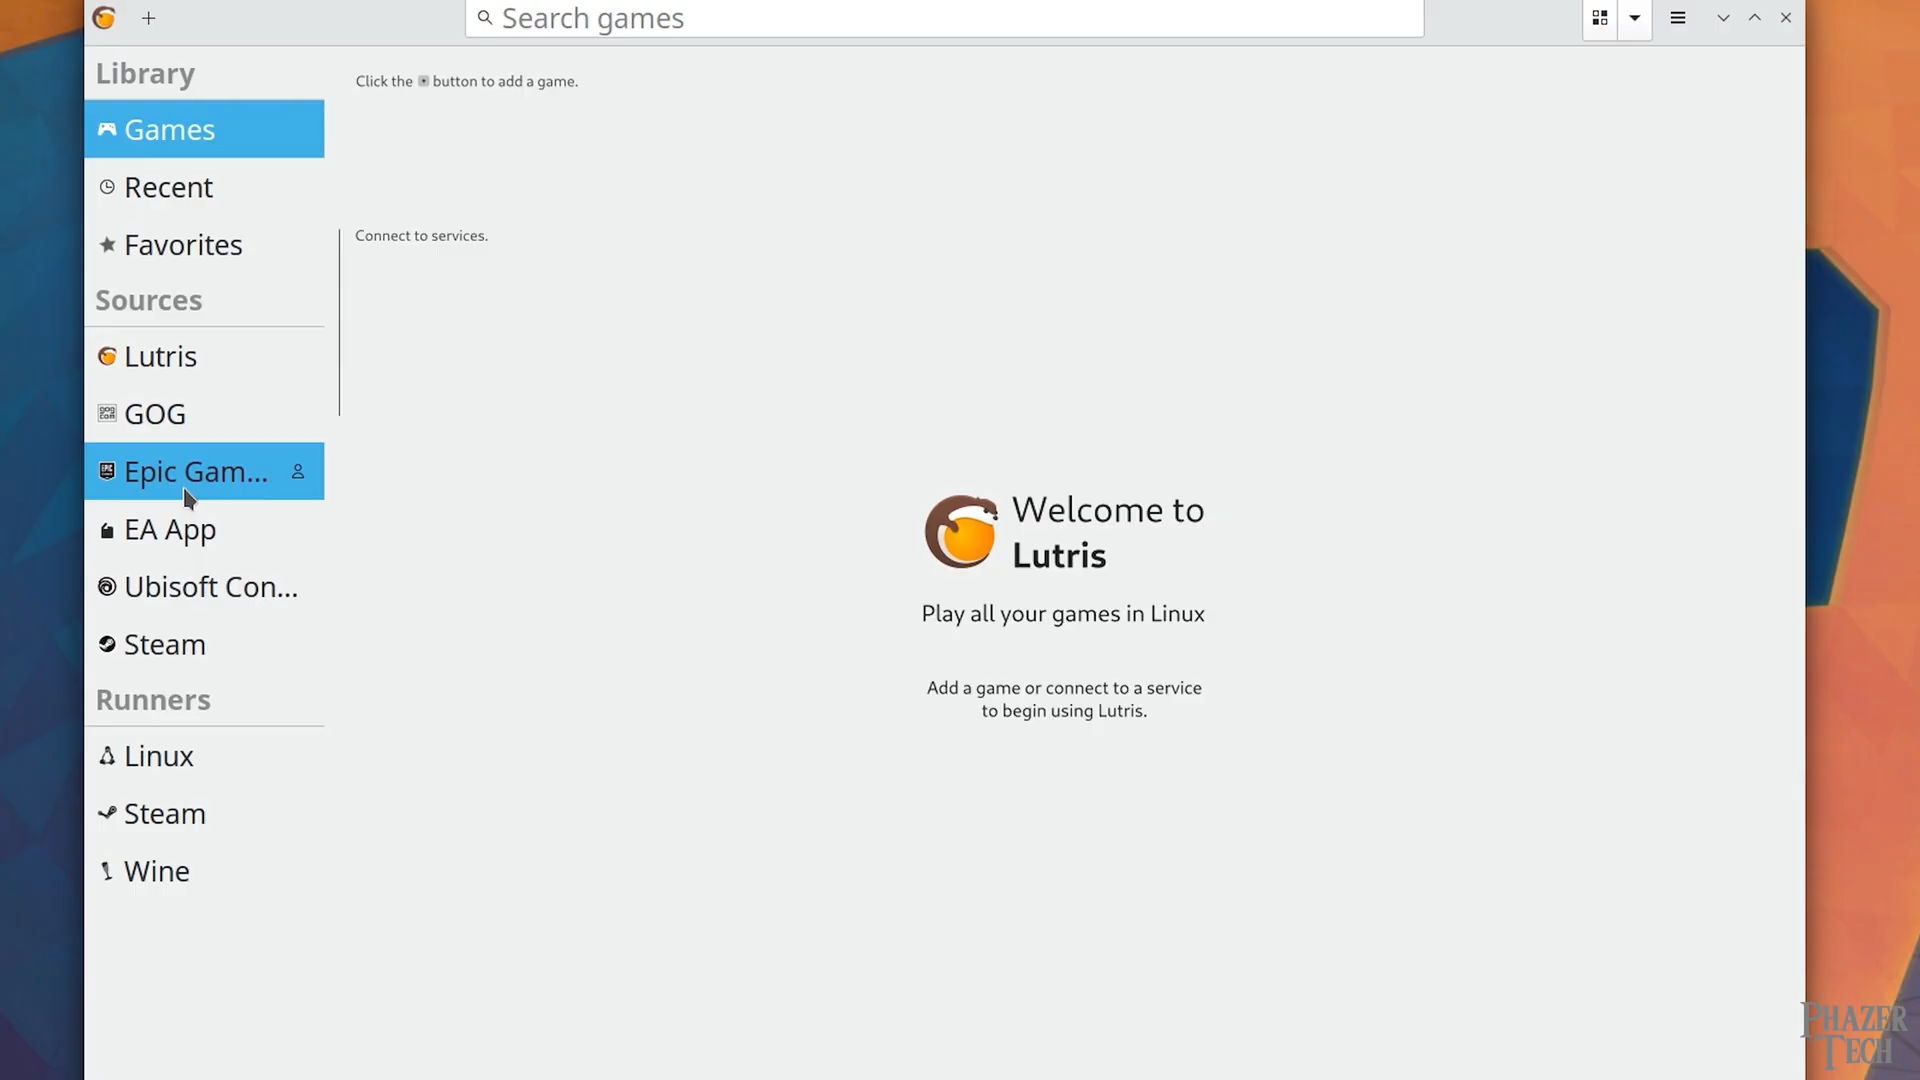 Search games
Library
Games
Recent
Favorites
Sources
Lutris
GOG
Epic Gam...
EA App
Ubisoft Con...
Steam
Runners
Linux
Steam
Wine
Click the button to add a game.
Connect to services.
Welcome to
Lutris
Play all your games in Linux
Add a game or connect to a service
to begin using Lutris.
PHAZER
TECH